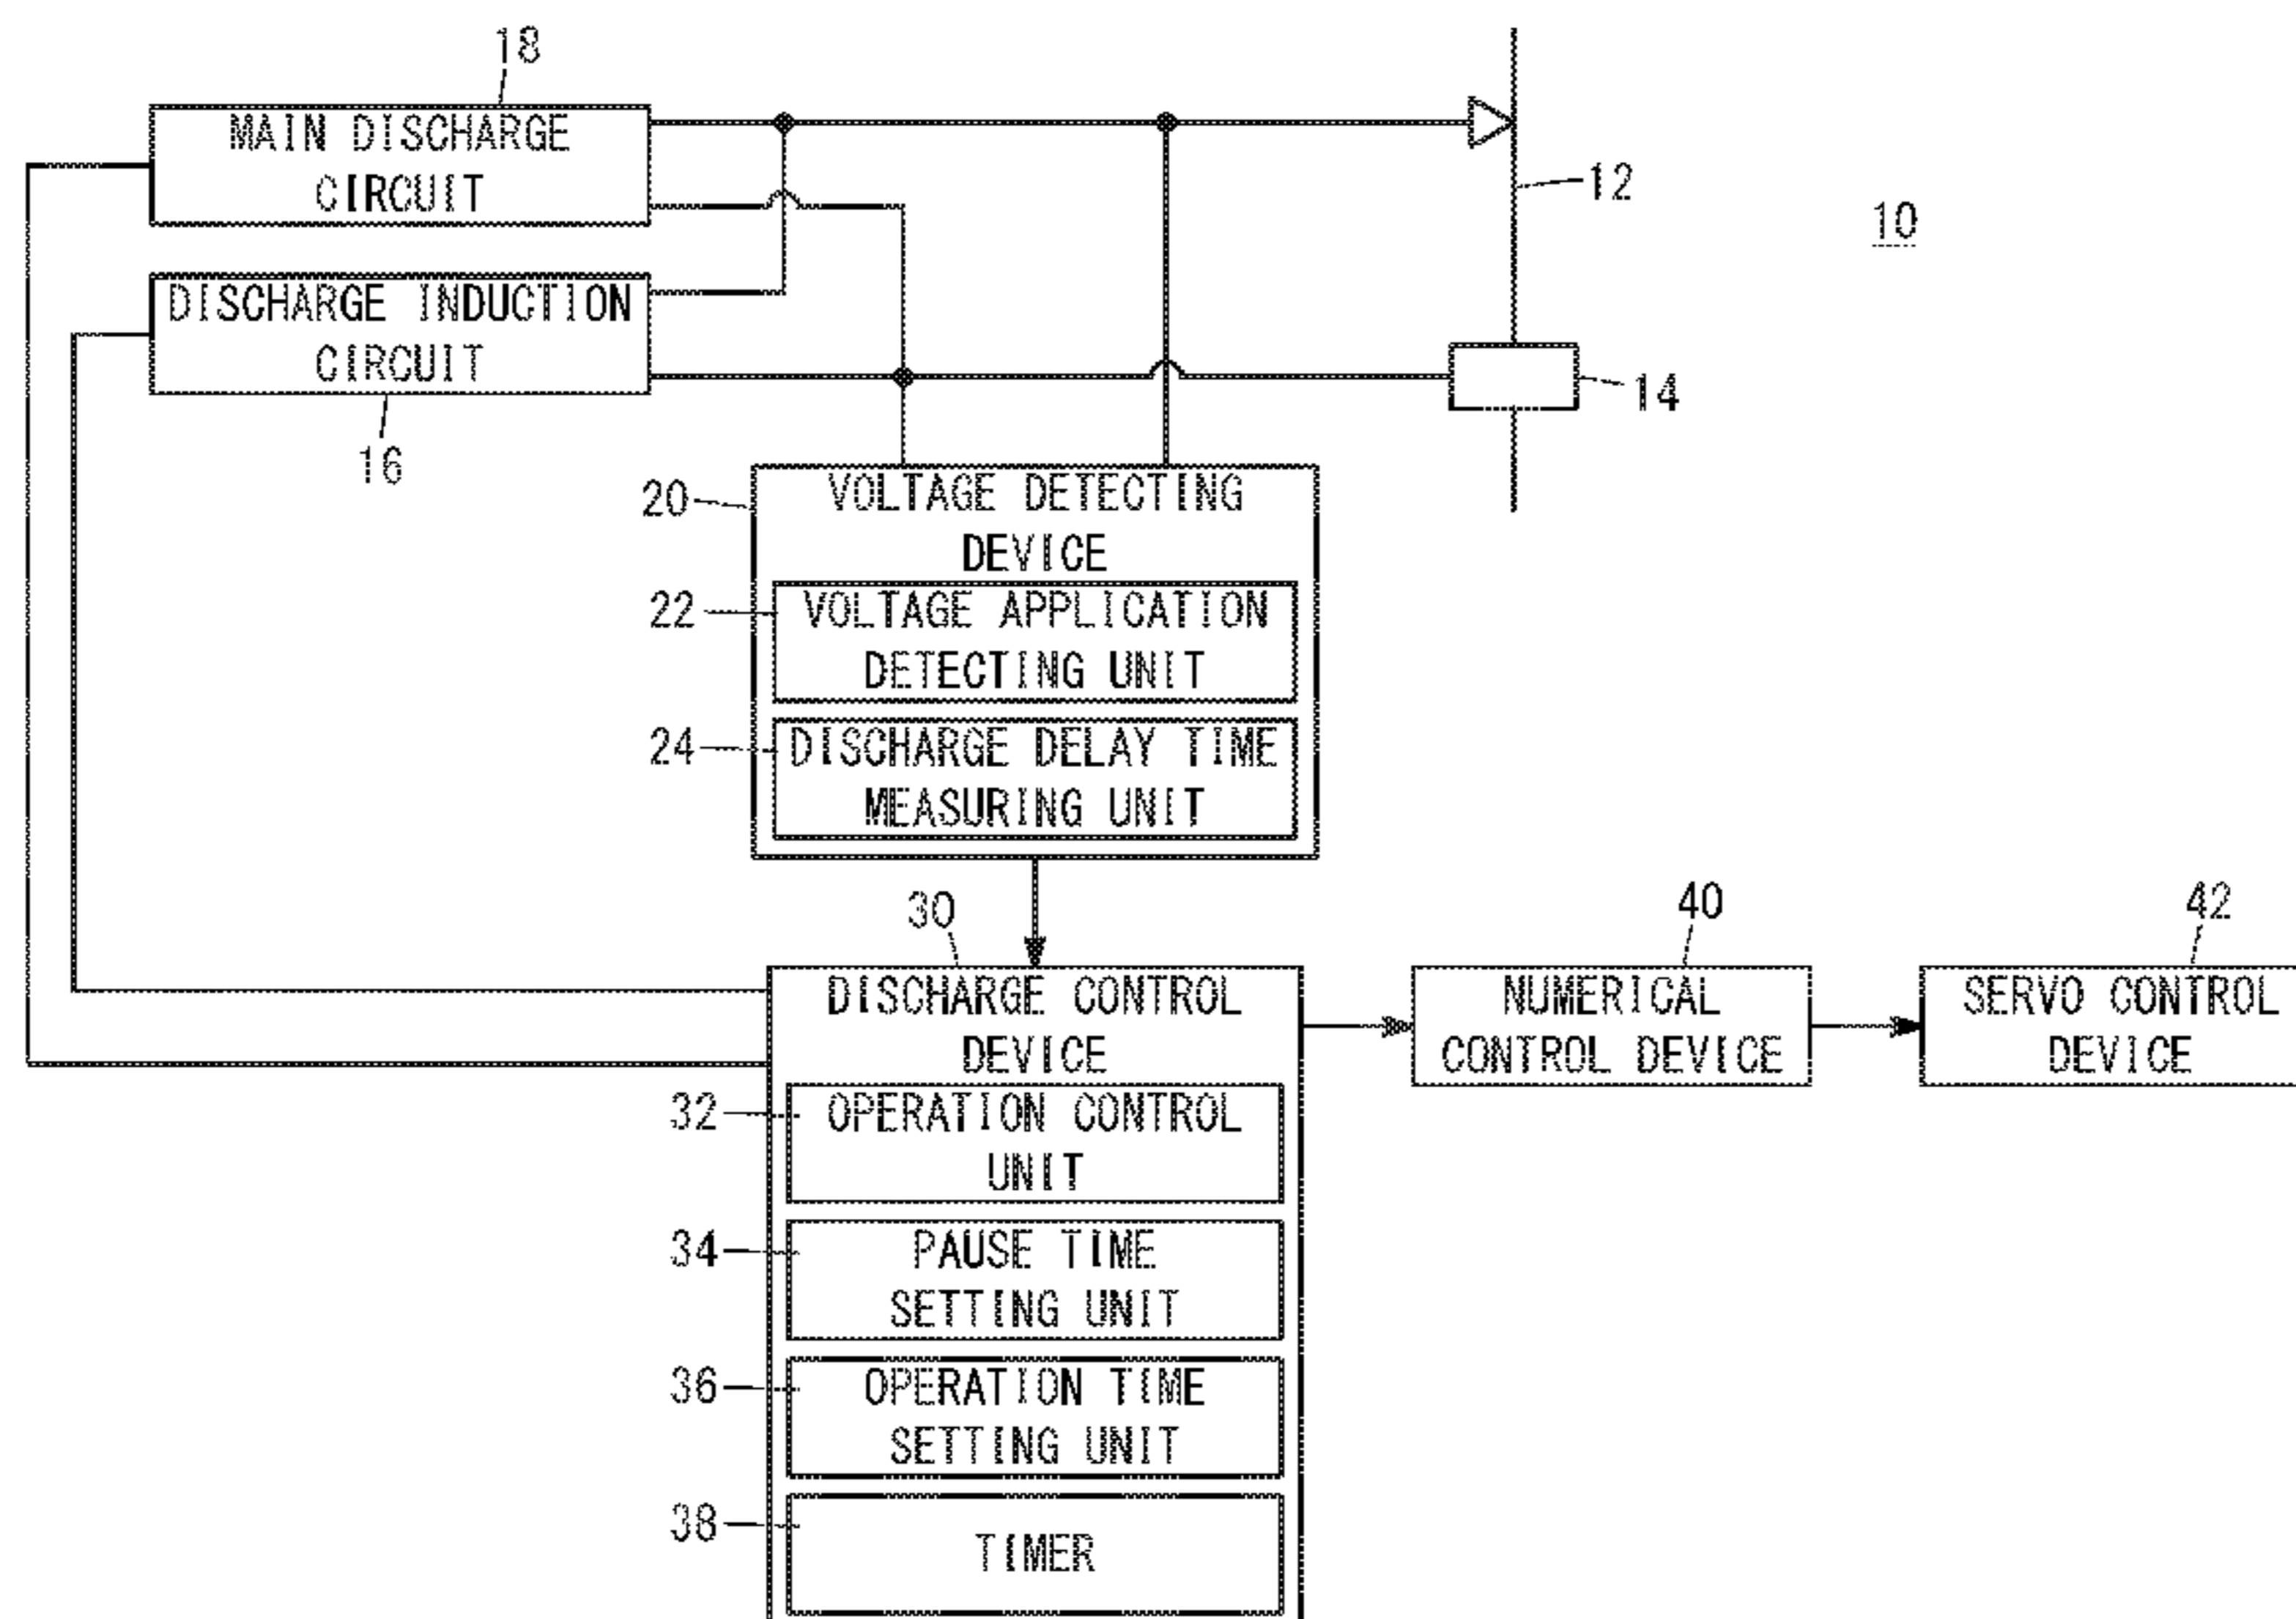 18
MAIN DISCHARGE
CIRCUIT
12
10
DISCHARGE INDUCTION
CIRCUIT
14
16
20
VOLTAGE DETECTING
DEVICE
22
VOLTAGE APPLICATION
DETECTING UNIT
24
DISCHARGE DELAY TIME
MEASURING UNIT
30
40
42
DISCHARGE CONTROL
DEVICE
NUMERICAL
CONTROL DEVICE
SERVO CONTROL
DEVICE
32
OPERATION CONTROL
UNIT
34
PAUSE TIME
SETTING UNIT
36
OPERATION TIME
SETTING UNIT
38
TIMER